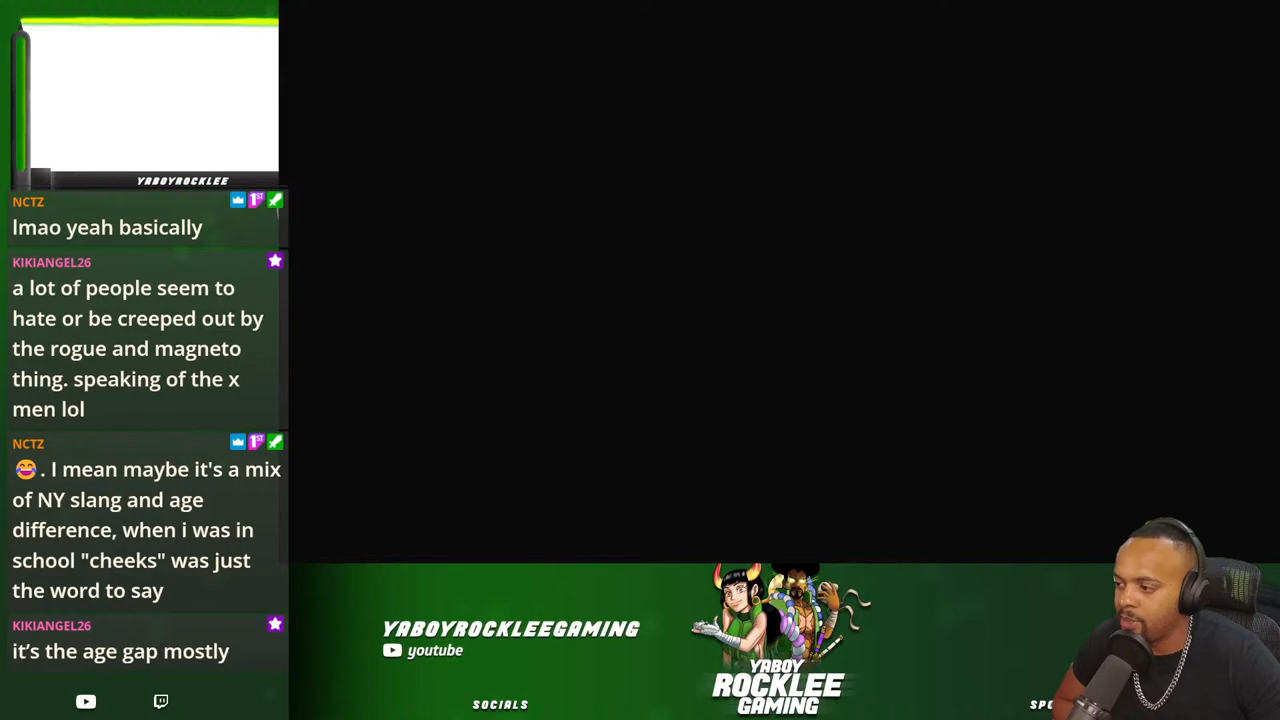 YABOYROCKLEE
NCTZ
lmao yeah basically
KIKIANGEL26
a lot of people seem to
hate or be creeped out by
the rogue and magneto
thing. speaking of the x
men lol
NCTZ
😂. I mean maybe it's a mix
of NY slang and age
difference, when i was in
school "cheeks" was just
the word to say
KIKIANGEL26
it's the age gap mostly
YABOYROCKLEEGAMING
youtube
YABOY
ROCKLEE
GAMING
SOCIALS